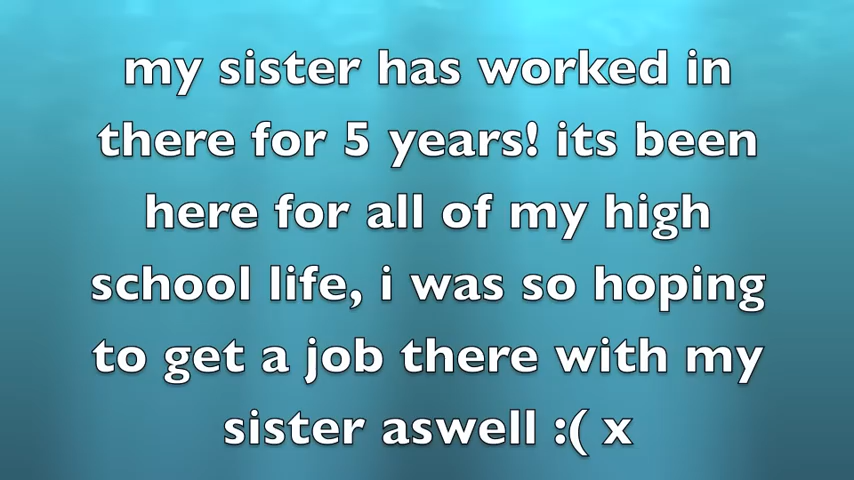 my sister has worked in
there for 5 years! its been
here for all of my high
school life, i was so hoping
to get a job there with my
sister aswell :( x